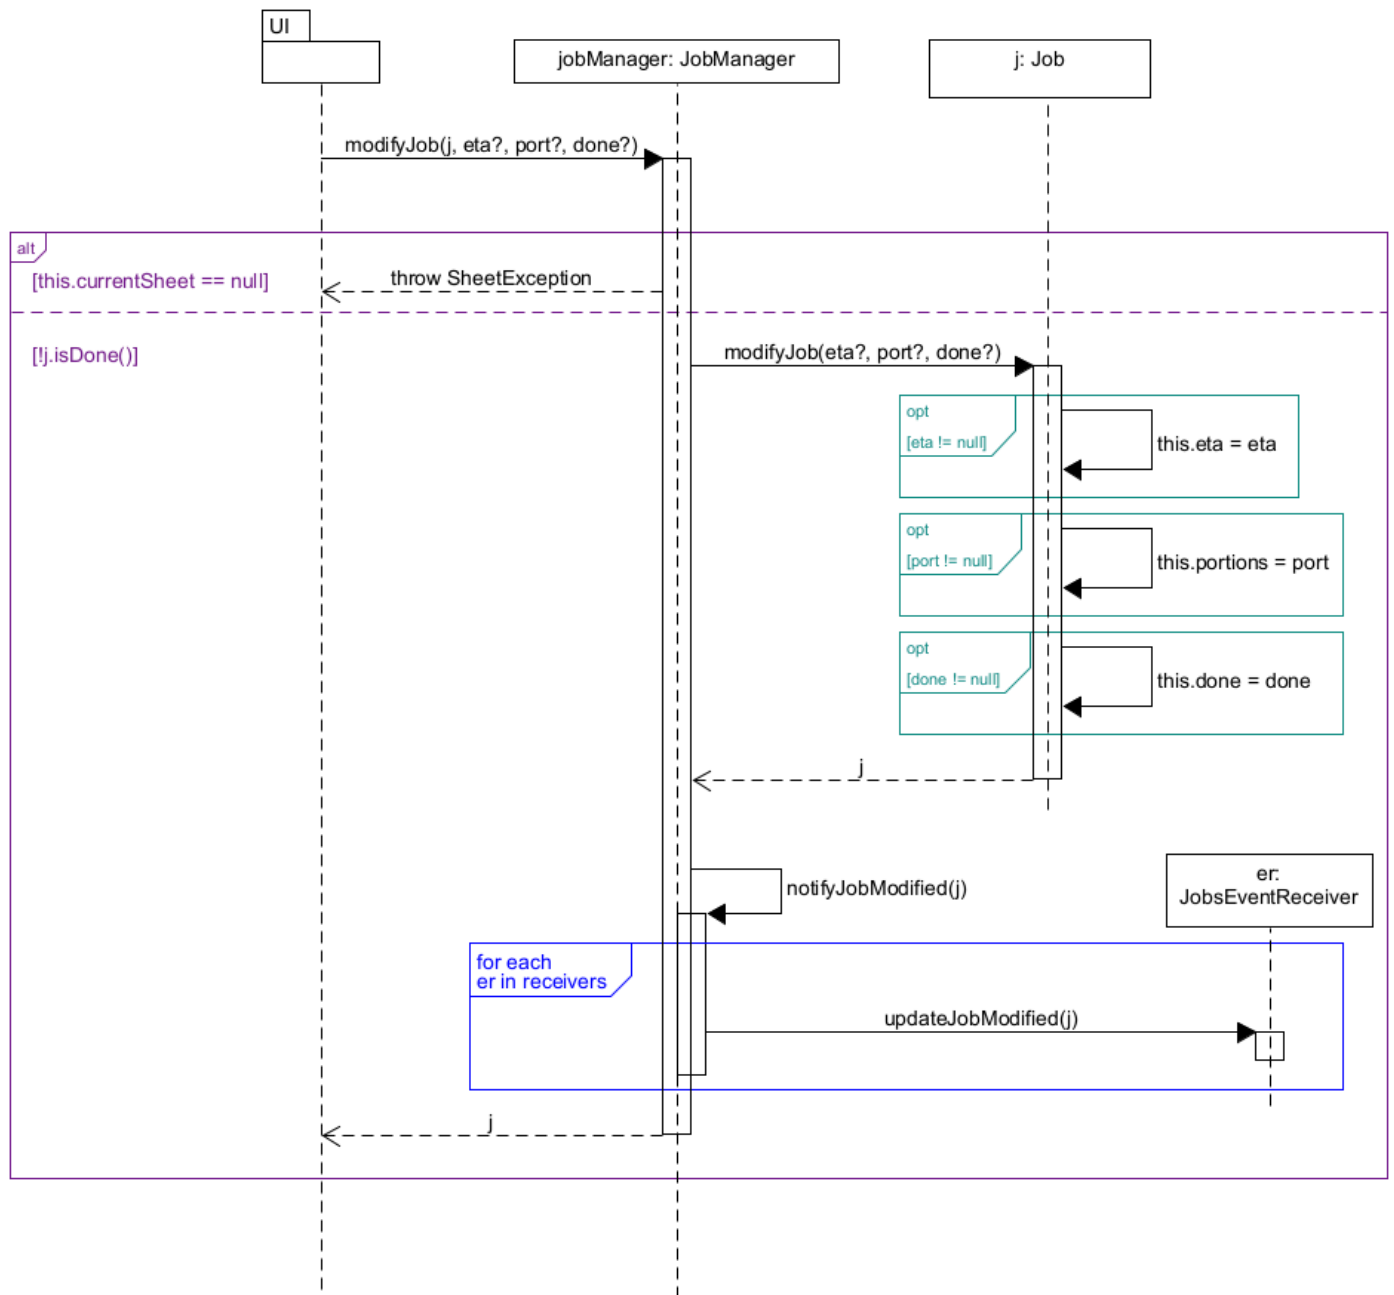 UI
jobManager: JobManager
j: Job
modifyJob(j, eta?, port?, done?)
alt
[this.currentSheet == null]
throw SheetException
[!j.isDone()]
modifyJob(eta?, port?, done?)
opt
[eta != null]
this.eta = eta
opt
[port != null]
this.portions = port
opt
[done != null]
this.done = done
j
notifyJobModified(j)
er:
JobsEventReceiver
for each
er in receivers
updateJobModified(j)
j